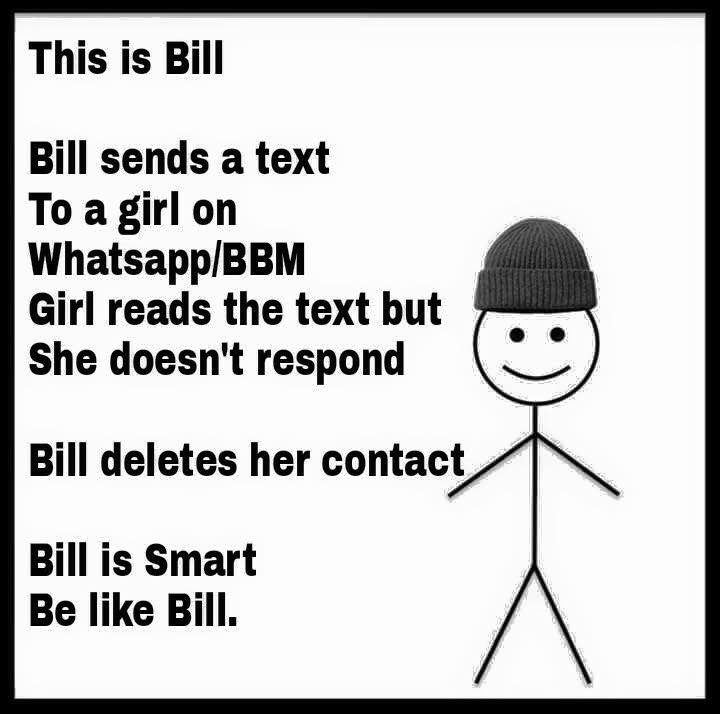 This is Bill
Bill sends a text
To a girl on
Whatsapp/BBM
Girl reads the text but
She doesn't respond
Bill deletes her contact
Bill is Smart
Be like Bill.